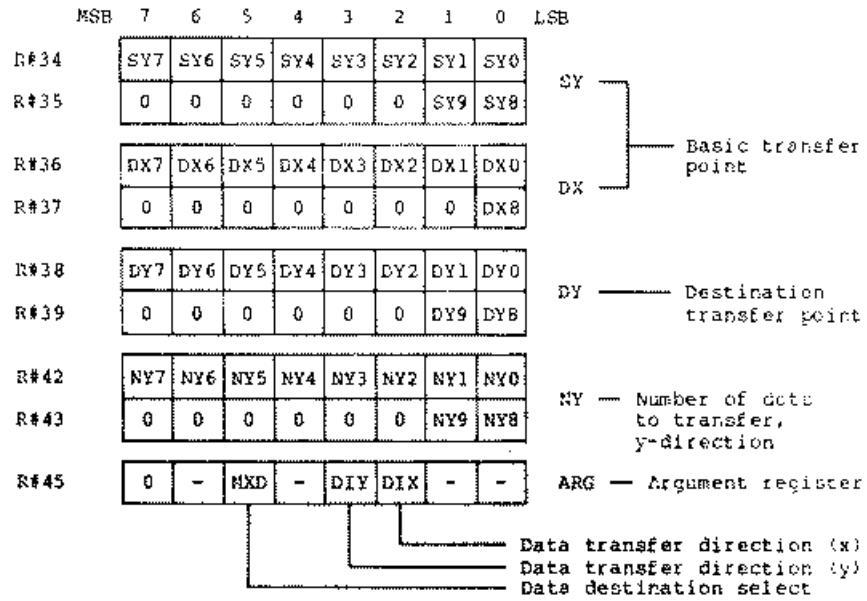 MSB 7 6 5 4 3 2 1 0 LSB
R#34 SY7 SY6 SY5 SY4 SY3 SY2 SY1 SY0
SY
R#35 0 0 0 0 0 0 SY9 SY8
Basic transfer
point
R#36 DX7 DX6 DX5 DX4 DX3 DX2 DX1 DX0
DX
R#37 0 0 0 0 0 0 0 DX8
R#38 DY7 DY6 DY5 DY4 DY3 DY2 DY1 DY0
DY Destination
transfer point
R#39 0 0 0 0 0 0 DY9 DY8
R#42 NY7 NY6 NY5 NY4 NY3 NY2 NY1 NY0
NY Number of dots
to transfer,
y-direction
R#43 0 0 0 0 0 0 NY9 NY8
R#45 0 - MXD - DIY DIX - - ARG — Argument register
Data transfer direction (x)
Data transfer direction (y)
Data destination select